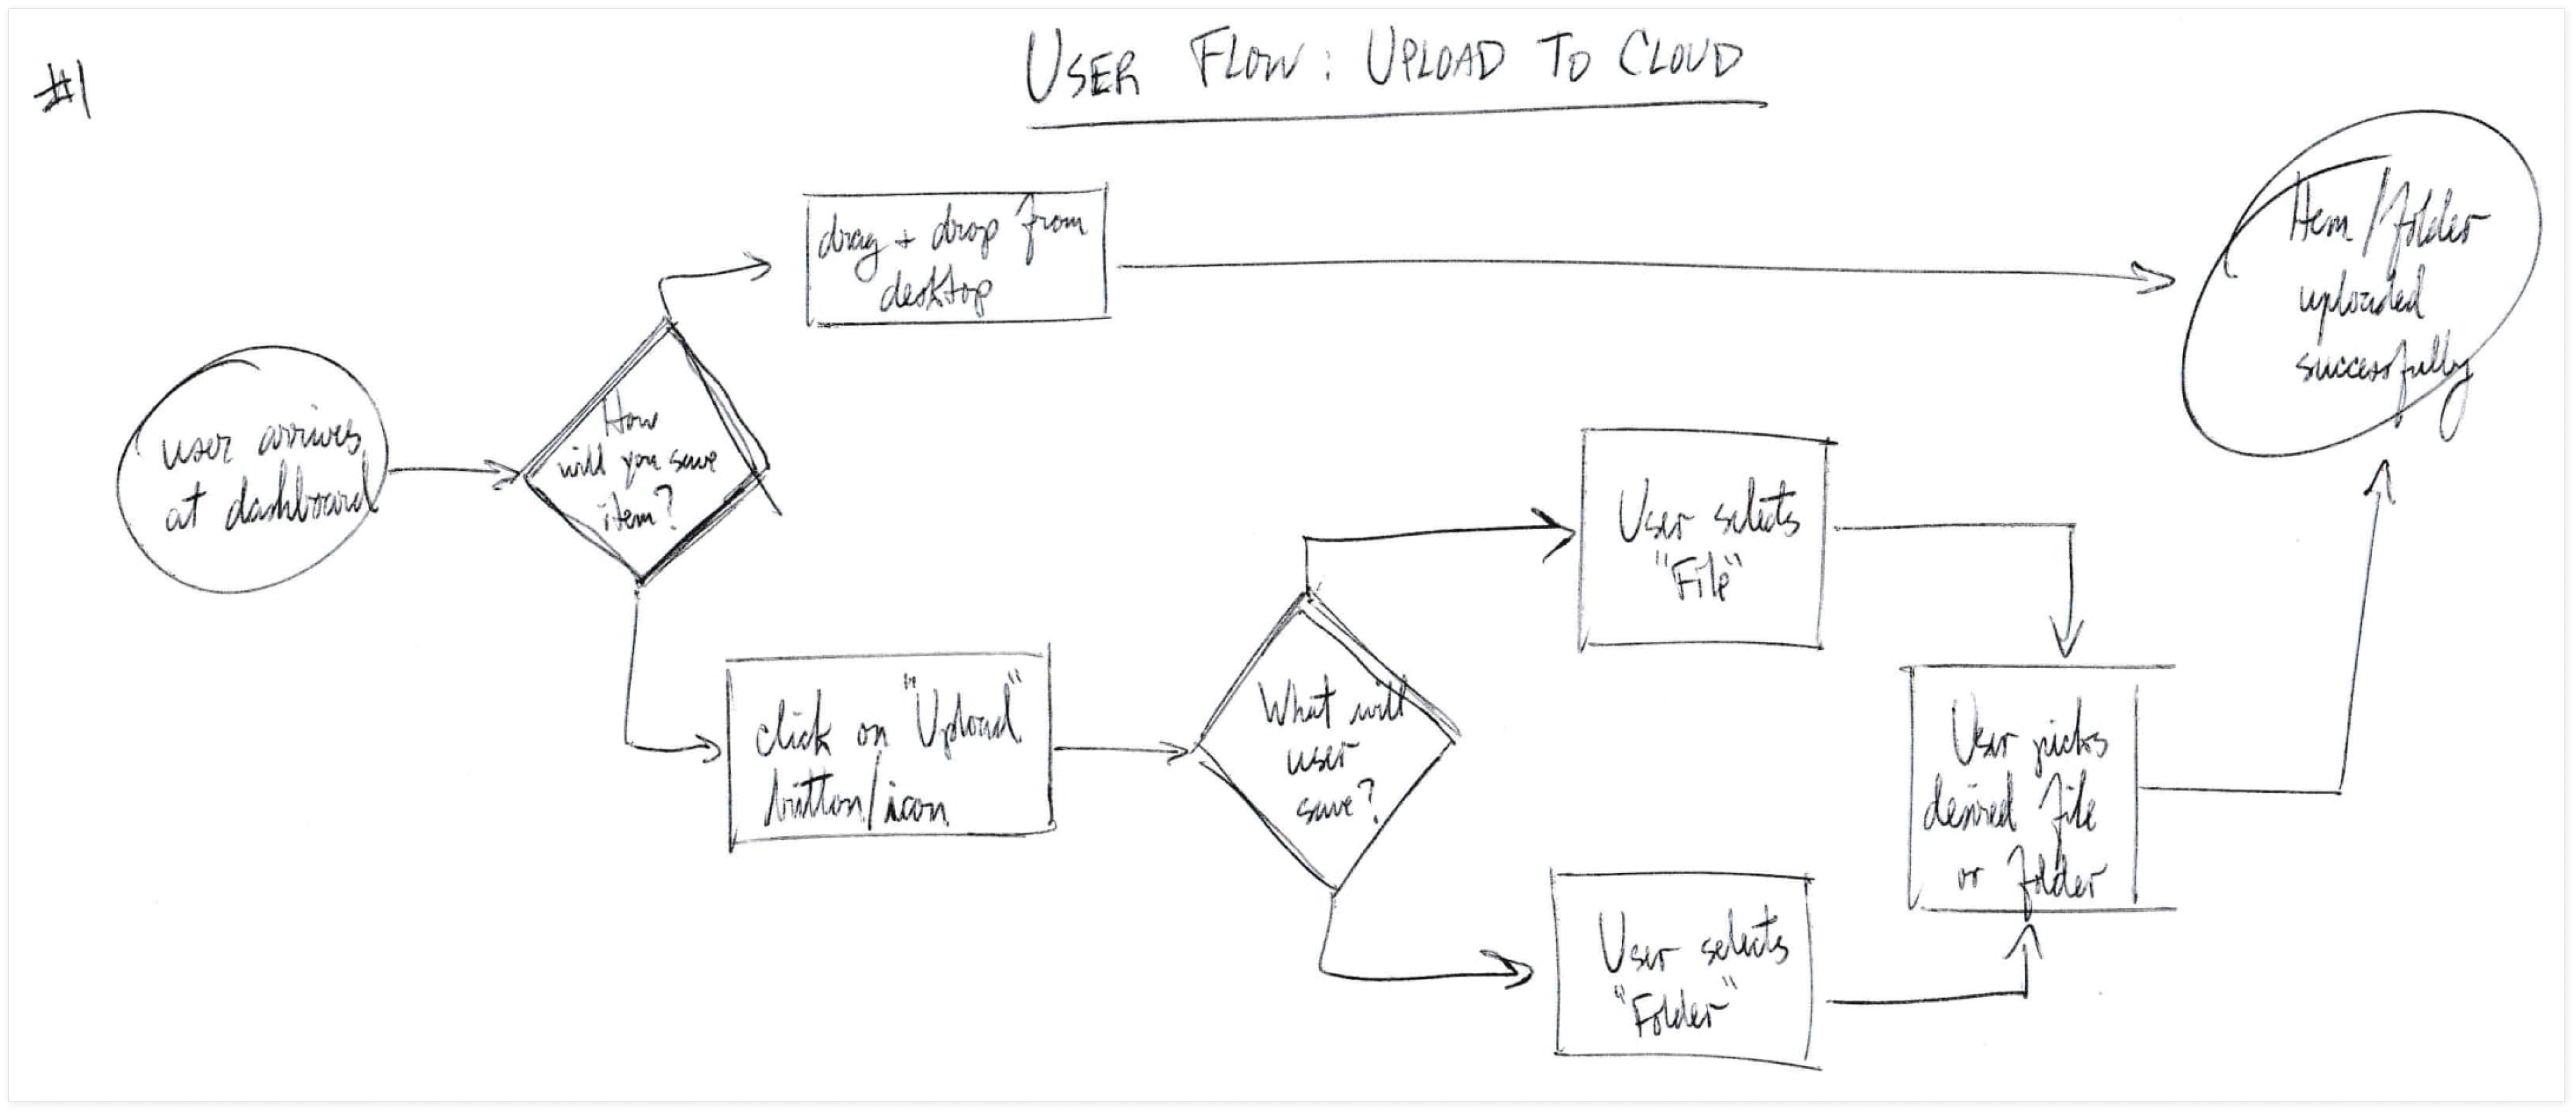 #1
USER FLOW: UPLOAD TO CLOUD
user arrives
at dashboard
How
will you save
item?
drag + drop from
desktop
click on "Upload"
button/icon
What will
user
save?
User selects
"File"
User selects
"Folder"
User picks
desired file
or folder
Item/folder
uploaded
successfully